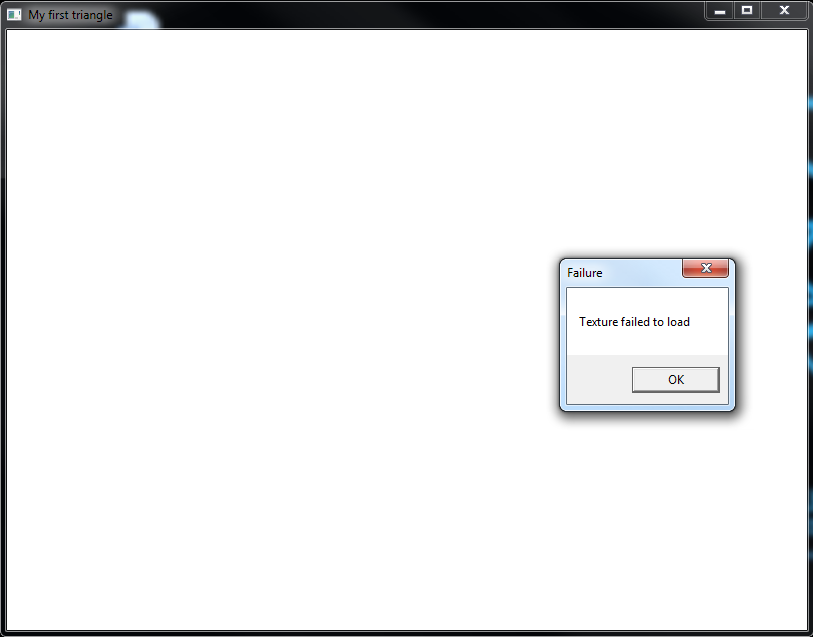 My first triangle
Failure
Texture failed to load
OK